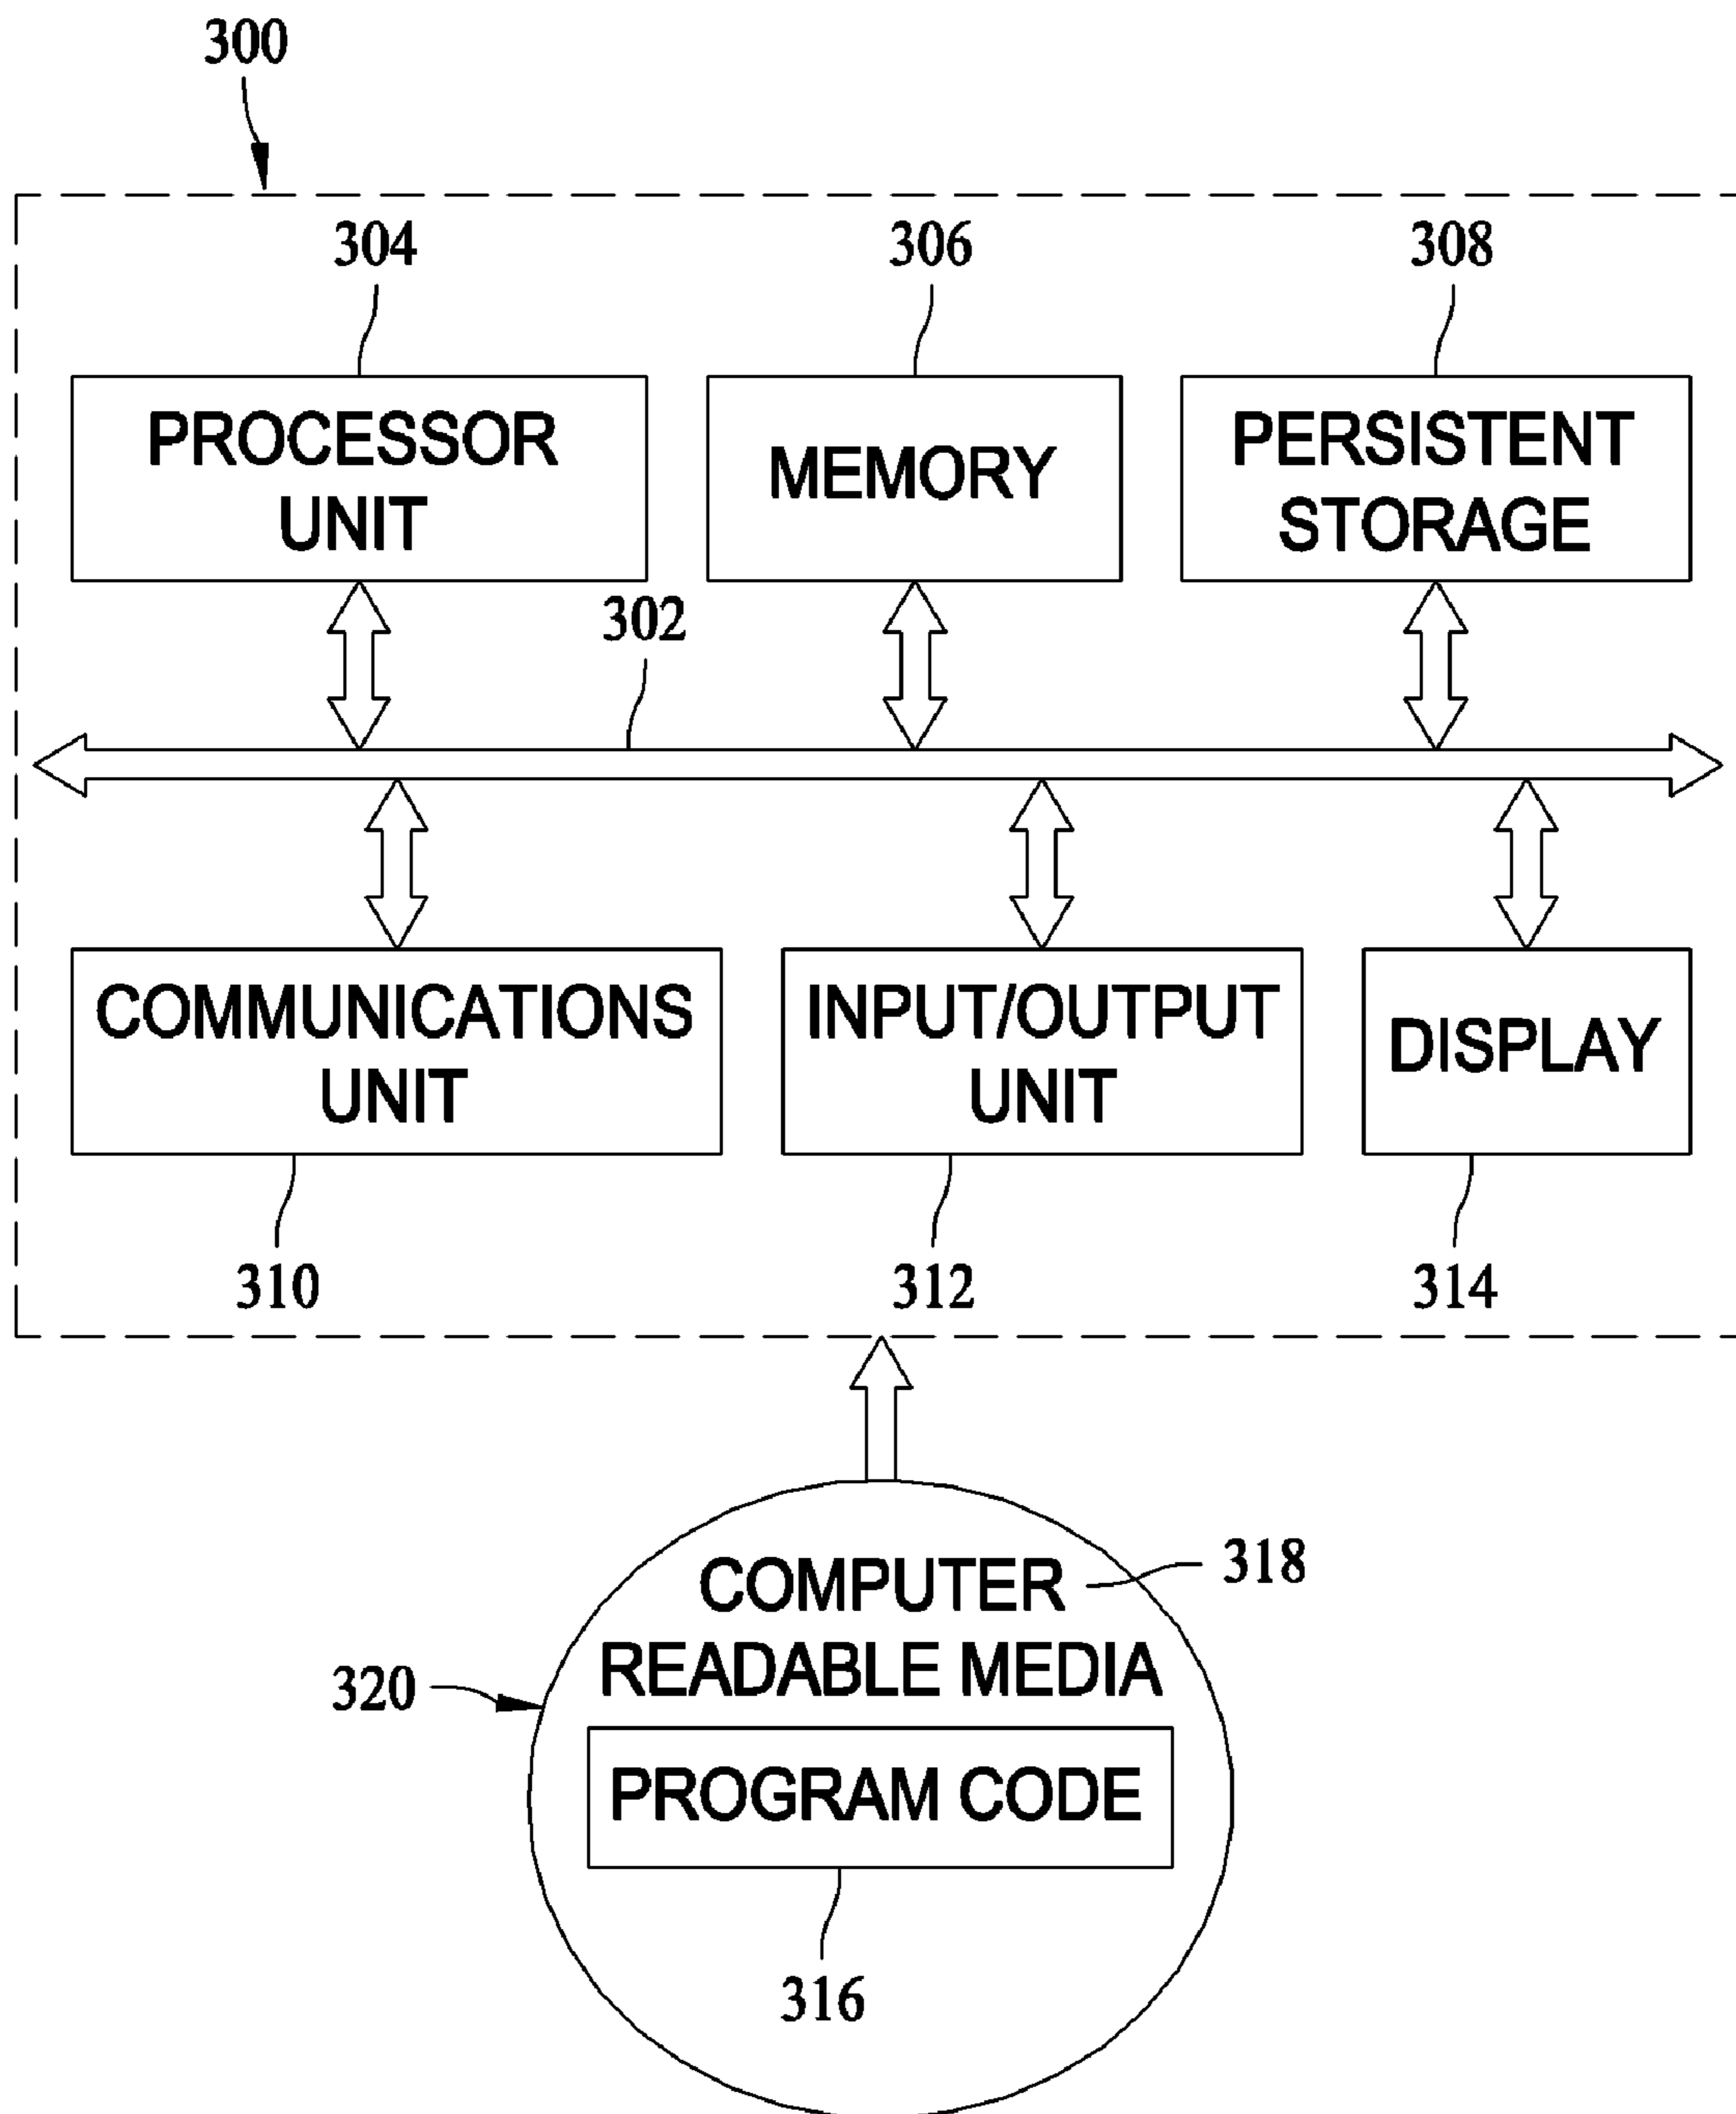 300
304
306
308
PROCESSOR
UNIT
MEMORY
PERSISTENT
STORAGE
302
COMMUNICATIONS
UNIT
INPUT/OUTPUT
UNIT
DISPLAY
310
312
314
COMPUTER
READABLE MEDIA
318
320
PROGRAM CODE
316